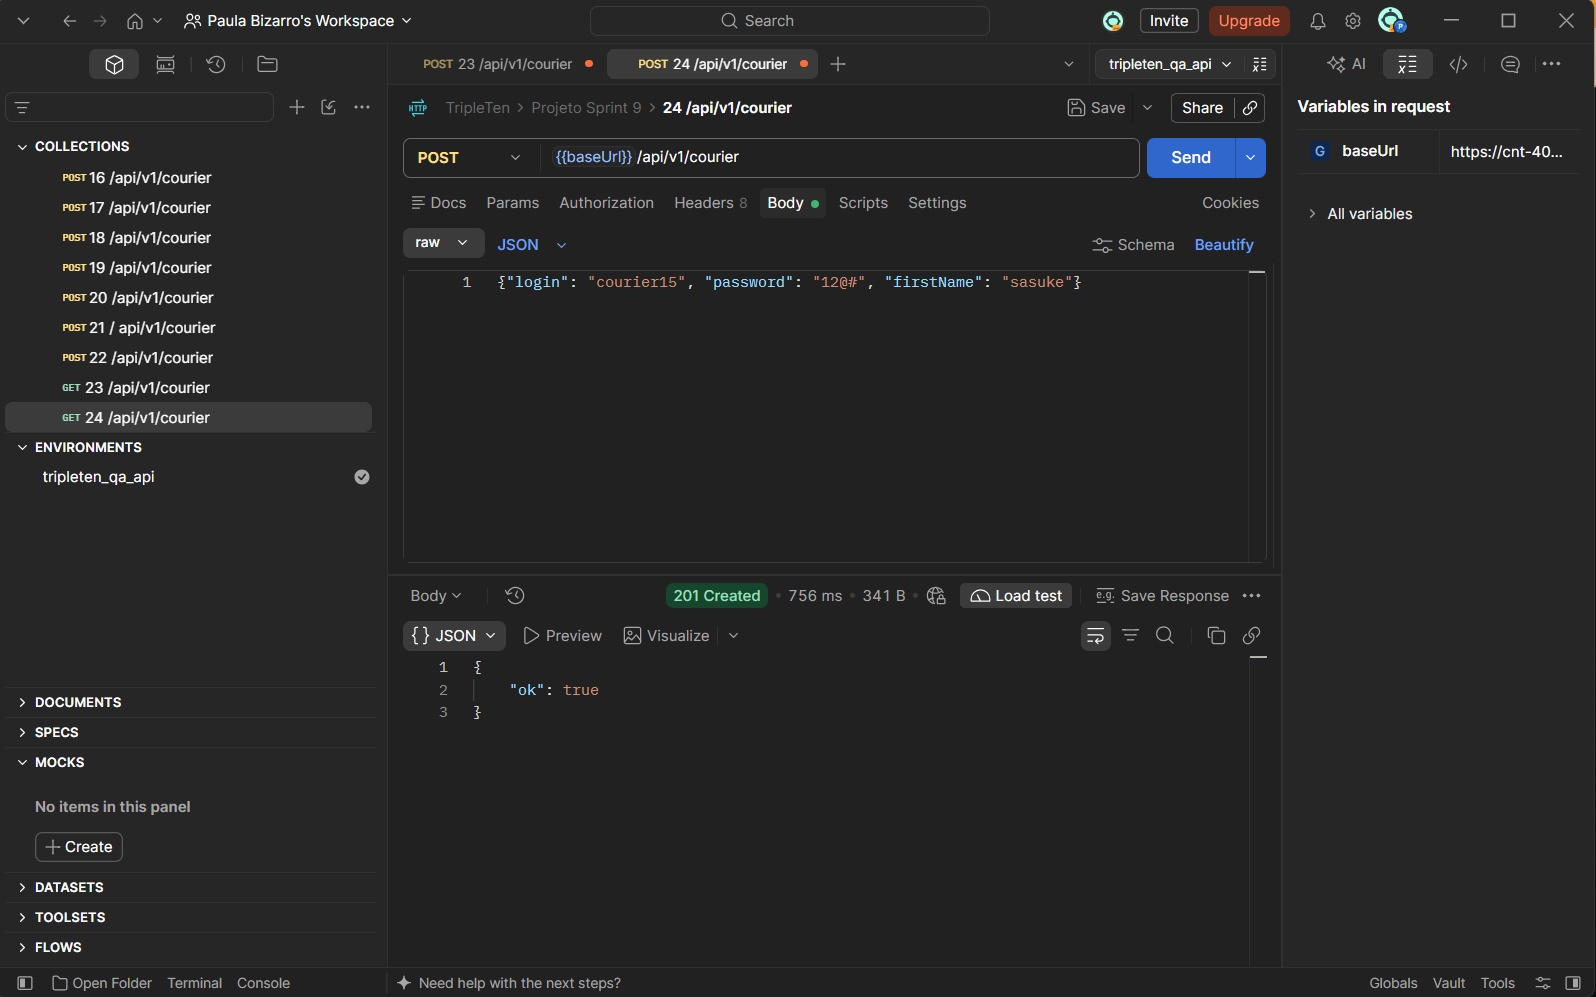 Paula Bizarro's Workspace
Search
Invite
Upgrade
POST 23 /api/v1/courier
POST 24 /api/v1/courier
tripleten_qa_api
AI
COLLECTIONS
POST 16 /api/v1/courier
POST 17 /api/v1/courier
POST 18 /api/v1/courier
POST 19 /api/v1/courier
POST 20 /api/v1/courier
POST 21 / api/v1/courier
POST 22 /api/v1/courier
GET 23 /api/v1/courier
GET 24 /api/v1/courier
ENVIRONMENTS
tripleten_qa_api
DOCUMENTS
SPECS
MOCKS
No items in this panel
Create
DATASETS
TOOLSETS
FLOWS
HTTP TripleTen > Projeto Sprint 9 > 24 /api/v1/courier
Save
Share
POST {{baseUrl}} /api/v1/courier
Send
Docs Params Authorization Headers 8 Body Scripts Settings Cookies
raw JSON Schema Beautify
1 {"login": "courier15", "password": "12@#", "firstName": "sasuke"}
Body 201 Created • 756 ms • 341 B • Load test e.g. Save Response
{} JSON Preview Visualize
1 {
2 "ok": true
3 }
Variables in request
G baseUrl https://cnt-40...
All variables
Open Folder Terminal Console Need help with the next steps? Globals Vault Tools